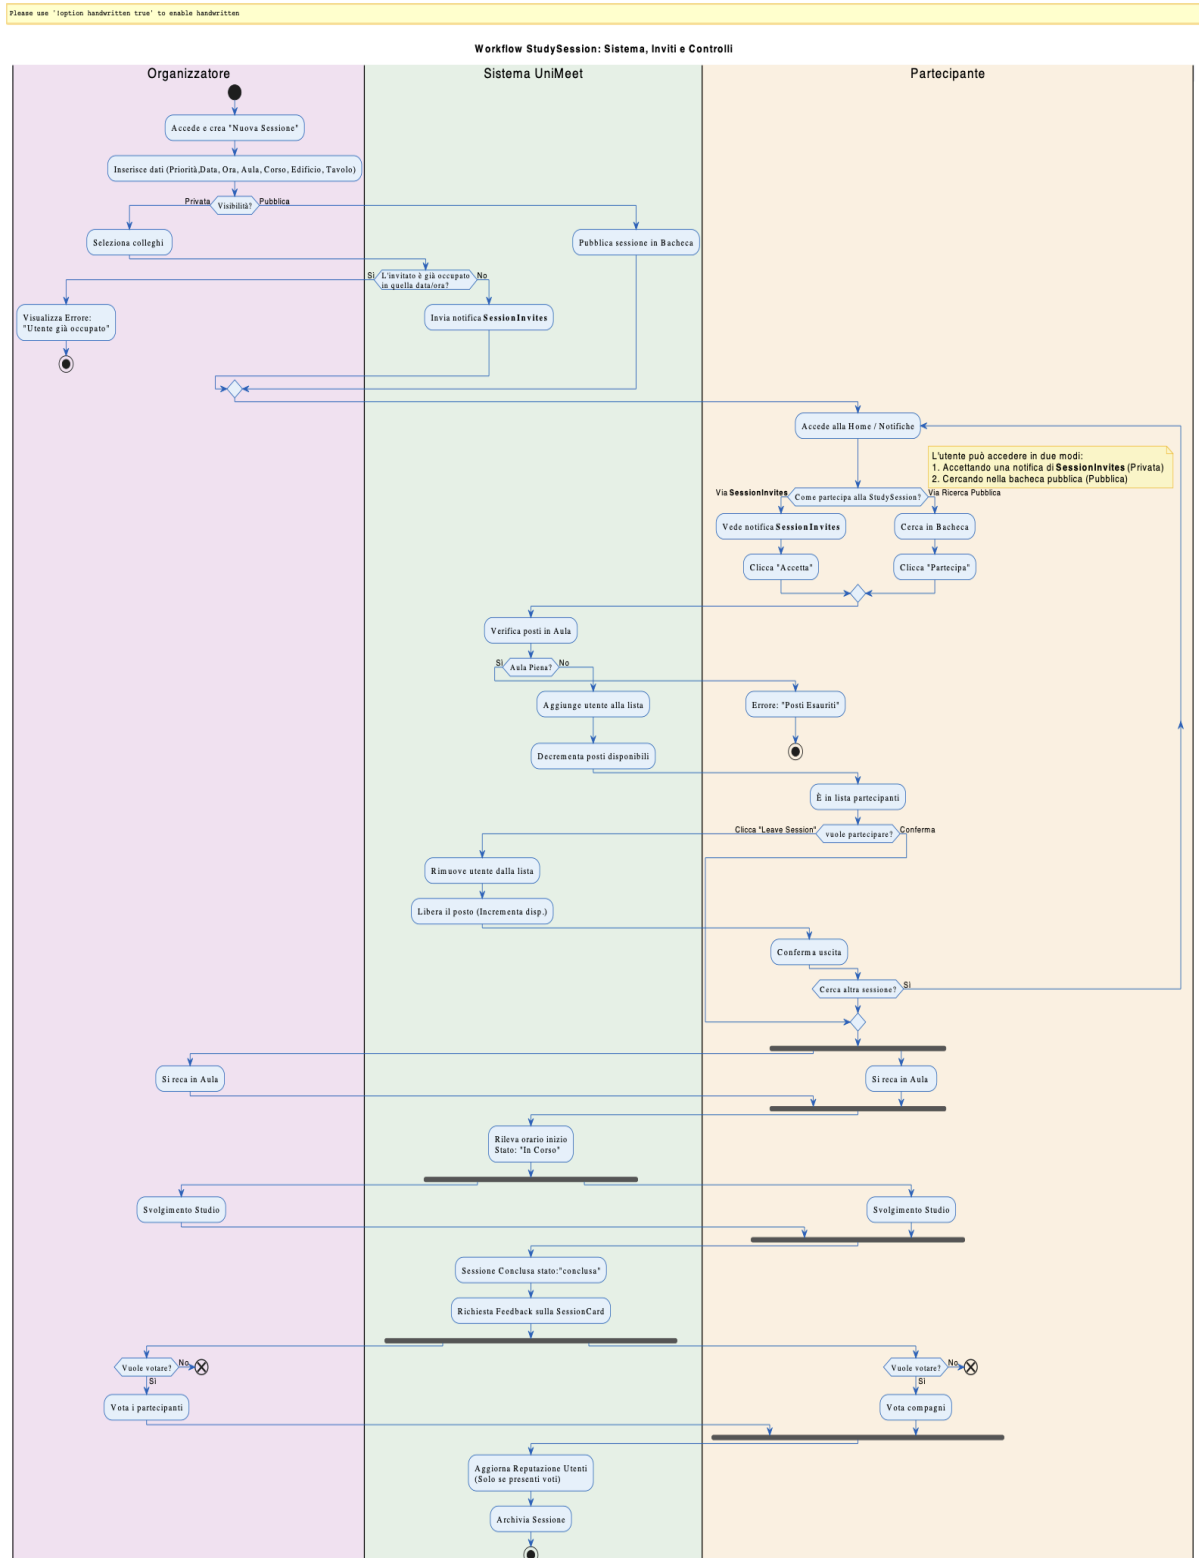 Please use '!option handwritten true' to enable handwritten
Workflow StudySession: Sistema, Inviti e Controlli
Organizzatore
Sistema UniMeet
Partecipante
Accede e crea "Nuova Sessione"
Inserisce dati (Priorità,Data, Ora, Aula, Corso, Edificio, Tavolo)
Privata
Visibilità?
Pubblica
Seleziona colleghi
Pubblica sessione in Bacheca
Sì
L'invitato è già occupato
in quella data/ora?
No
Visualizza Errore:
"Utente già occupato"
Invia notifica SessionInvites
Accede alla Home / Notifiche
L'utente può accedere in due modi:
1. Accettando una notifica di SessionInvites (Privata)
2. Cercando nella bacheca pubblica (Pubblica)
Via SessionInvites
Come partecipa alla StudySession?
Via Ricerca Pubblica
Vede notifica SessionInvites
Cerca in Bacheca
Clicca "Accetta"
Clicca "Partecipa"
Verifica posti in Aula
Sì
Aula Piena?
No
Aggiunge utente alla lista
Errore: "Posti Esauriti"
Decrementa posti disponibili
È in lista partecipanti
Clicca "Leave Session"
vuole partecipare?
Conferma
Rimuove utente dalla lista
Libera il posto (Incrementa disp.)
Conferma uscita
Cerca altra sessione?
Sì
Si reca in Aula
Si reca in Aula
Rileva orario inizio
Stato: "In Corso"
Svolgimento Studio
Svolgimento Studio
Sessione Conclusa stato:"conclusa"
Richiesta Feedback sulla SessionCard
Vuole votare?
No
Sì
Vuole votare?
No
Sì
Vota i partecipanti
Vota compagni
Aggiorna Reputazione Utenti
(Solo se presenti voti)
Archivia Sessione